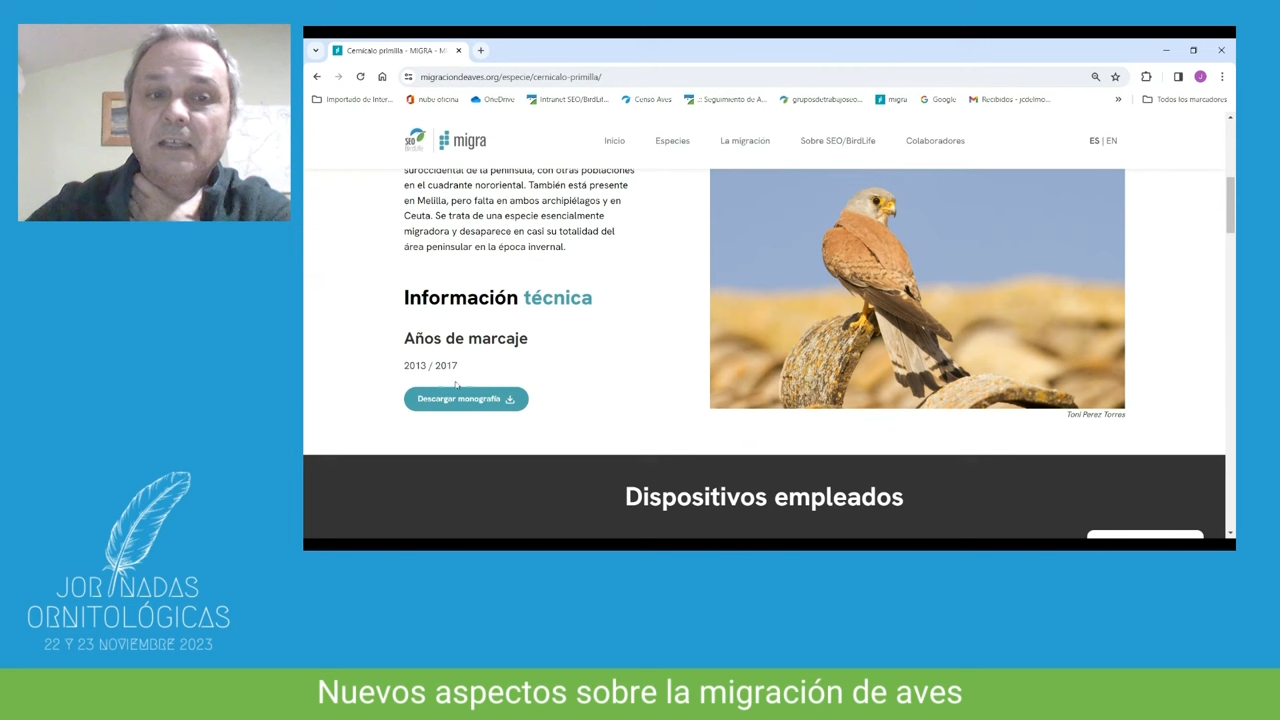 Cernícalo primilla – MIGRA – M
migraciondeaves.org/especie/cernicalo-primilla/
Importado de Inter...
nube oficina
OneDrive
Intranet SEO/BirdLif...
Censo Aves
.:: Seguimiento de A...
gruposdetrabajoseo...
migra
Google
Recibidos - jcdelmo...
»
Todos los marcadores
SEO
BirdLife
migra
Inicio
Especies
La migración
Sobre SEO/BirdLife
Colaboradores
ES | EN
suroccidental de la península, con otras poblaciones
en el cuadrante nororiental. También está presente
en Melilla, pero falta en ambos archipiélagos y en
Ceuta. Se trata de una especie esencialmente
migradora y desaparece en casi su totalidad del
área peninsular en la época invernal.
Información técnica
Años de marcaje
2013 / 2017
Descargar monografía
Toni Perez Torres
Dispositivos empleados
JORNADAS
ORNITOLÓGICAS
22 Y 23 NOVIEMBRE 2023
Nuevos aspectos sobre la migración de aves